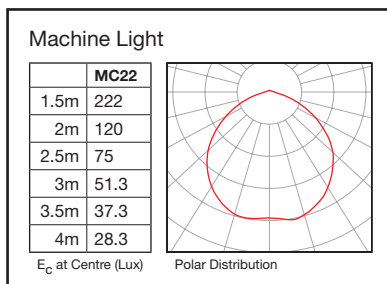 Machine Light
MC22
1.5m 222
2m 120
2.5m 75
3m 51.3
3.5m 37.3
4m 28.3
EC at Centre (Lux) Polar Distribution